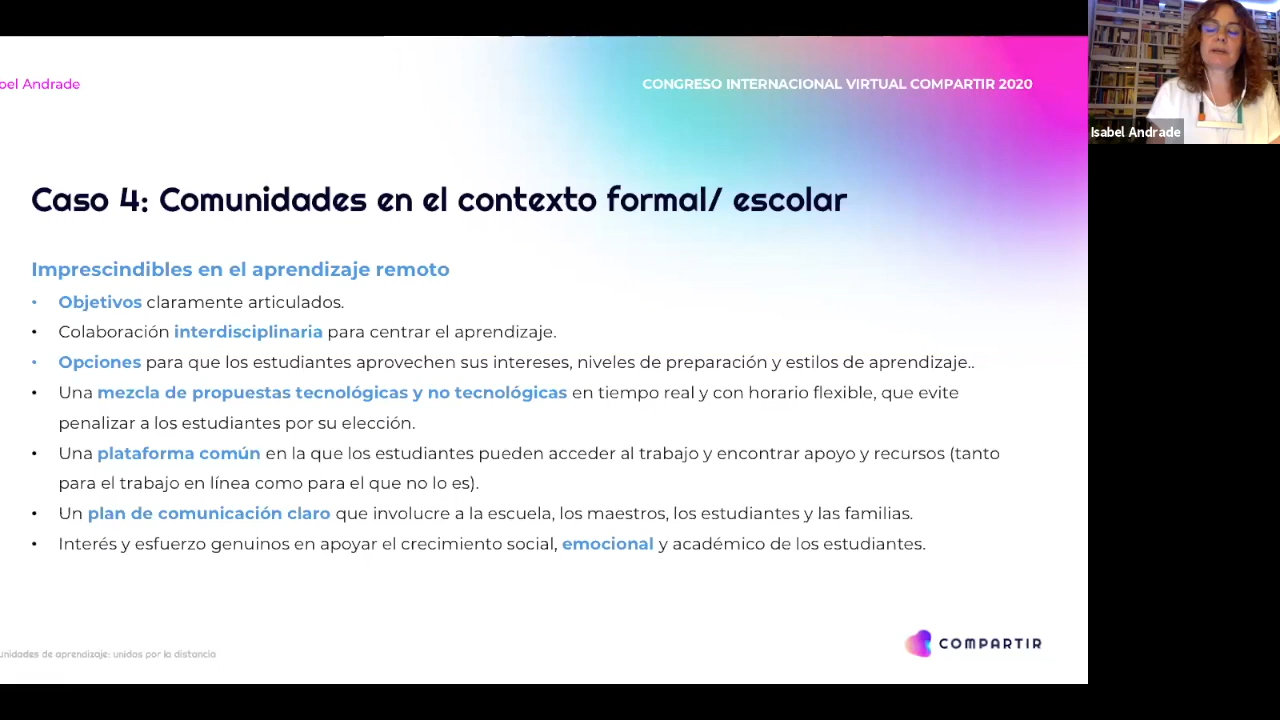 Andrade
CONGRESO INTERNACIONAL VIRTUAL COMPARTIR 2020
Isabel Andrade
Caso 4: Comunidades en el contexto formal/ escolar
Imprescindibles en el aprendizaje remoto
• Objetivos claramente articulados.
• Colaboración interdisciplinaria para centrar el aprendizaje.
• Opciones para que los estudiantes aprovechen sus intereses, niveles de preparación y estilos de aprendizaje..
• Una mezcla de propuestas tecnológicas y no tecnológicas en tiempo real y con horario flexible, que evite
penalizar a los estudiantes por su elección.
• Una plataforma común en la que los estudiantes pueden acceder al trabajo y encontrar apoyo y recursos (tanto
para el trabajo en línea como para el que no lo es).
• Un plan de comunicación claro que involucre a la escuela, los maestros, los estudiantes y las familias.
• Interés y esfuerzo genuinos en apoyar el crecimiento social, emocional y académico de los estudiantes.
unidades de aprendizaje: unidos por la distancia
COMPARTIR